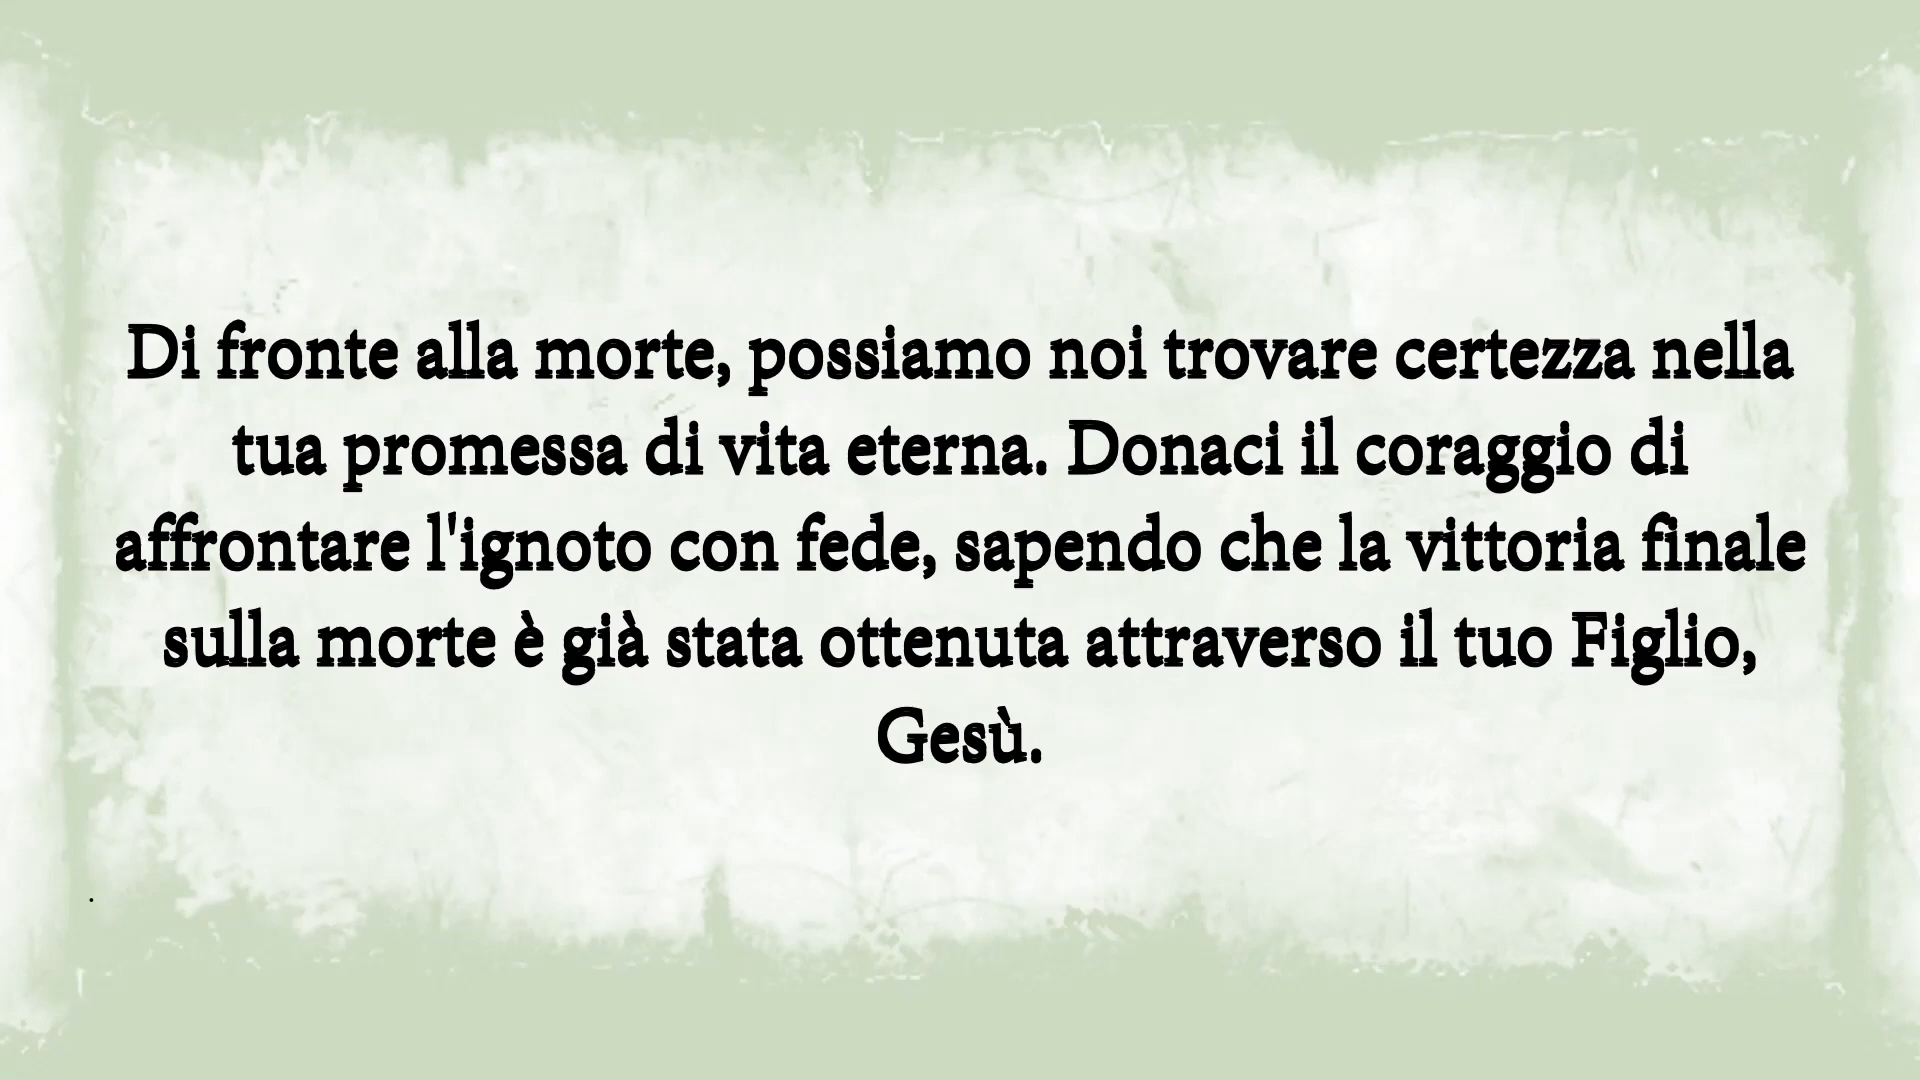 Di fronte alla morte, possiamo noi trovare certezza nella
tua promessa di vita eterna. Donaci il coraggio di
affrontare l'ignoto con fede, sapendo che la vittoria finale
sulla morte è già stata ottenuta attraverso il tuo Figlio,
Gesù.
.